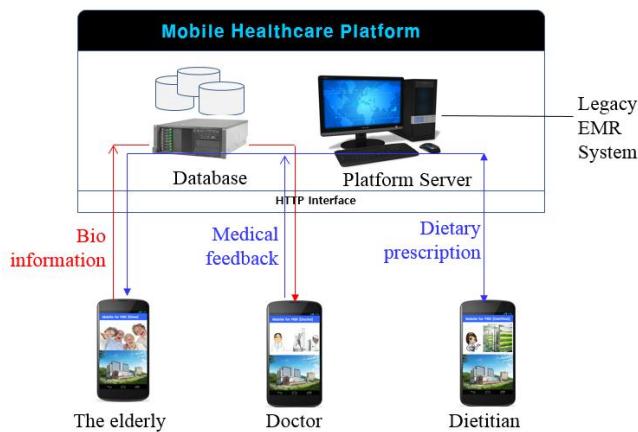 Mobile Healthcare Platform
Legacy
EMR
System
Database
Platform Server
HTTP Interface
Bio
information
Medical
feedback
Dietary
prescription
The elderly
Doctor
Dietitian